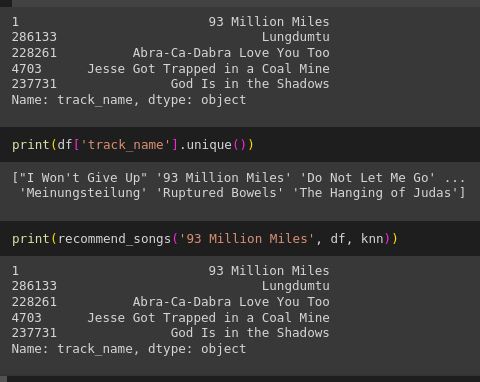 1                         93 Million Miles
286133                           Lungdumtu
228261          Abra-Ca-Dabra Love You Too
4703      Jesse Got Trapped in a Coal Mine
237731               God Is in the Shadows
Name: track_name, dtype: object
print(df['track_name'].unique())
["I Won't Give Up" '93 Million Miles' 'Do Not Let Me Go' ...
 'Meinungsteilung' 'Ruptured Bowels' 'The Hanging of Judas']
print(recommend_songs('93 Million Miles', df, knn))
1                         93 Million Miles
286133                           Lungdumtu
228261          Abra-Ca-Dabra Love You Too
4703      Jesse Got Trapped in a Coal Mine
237731               God Is in the Shadows
Name: track_name, dtype: object